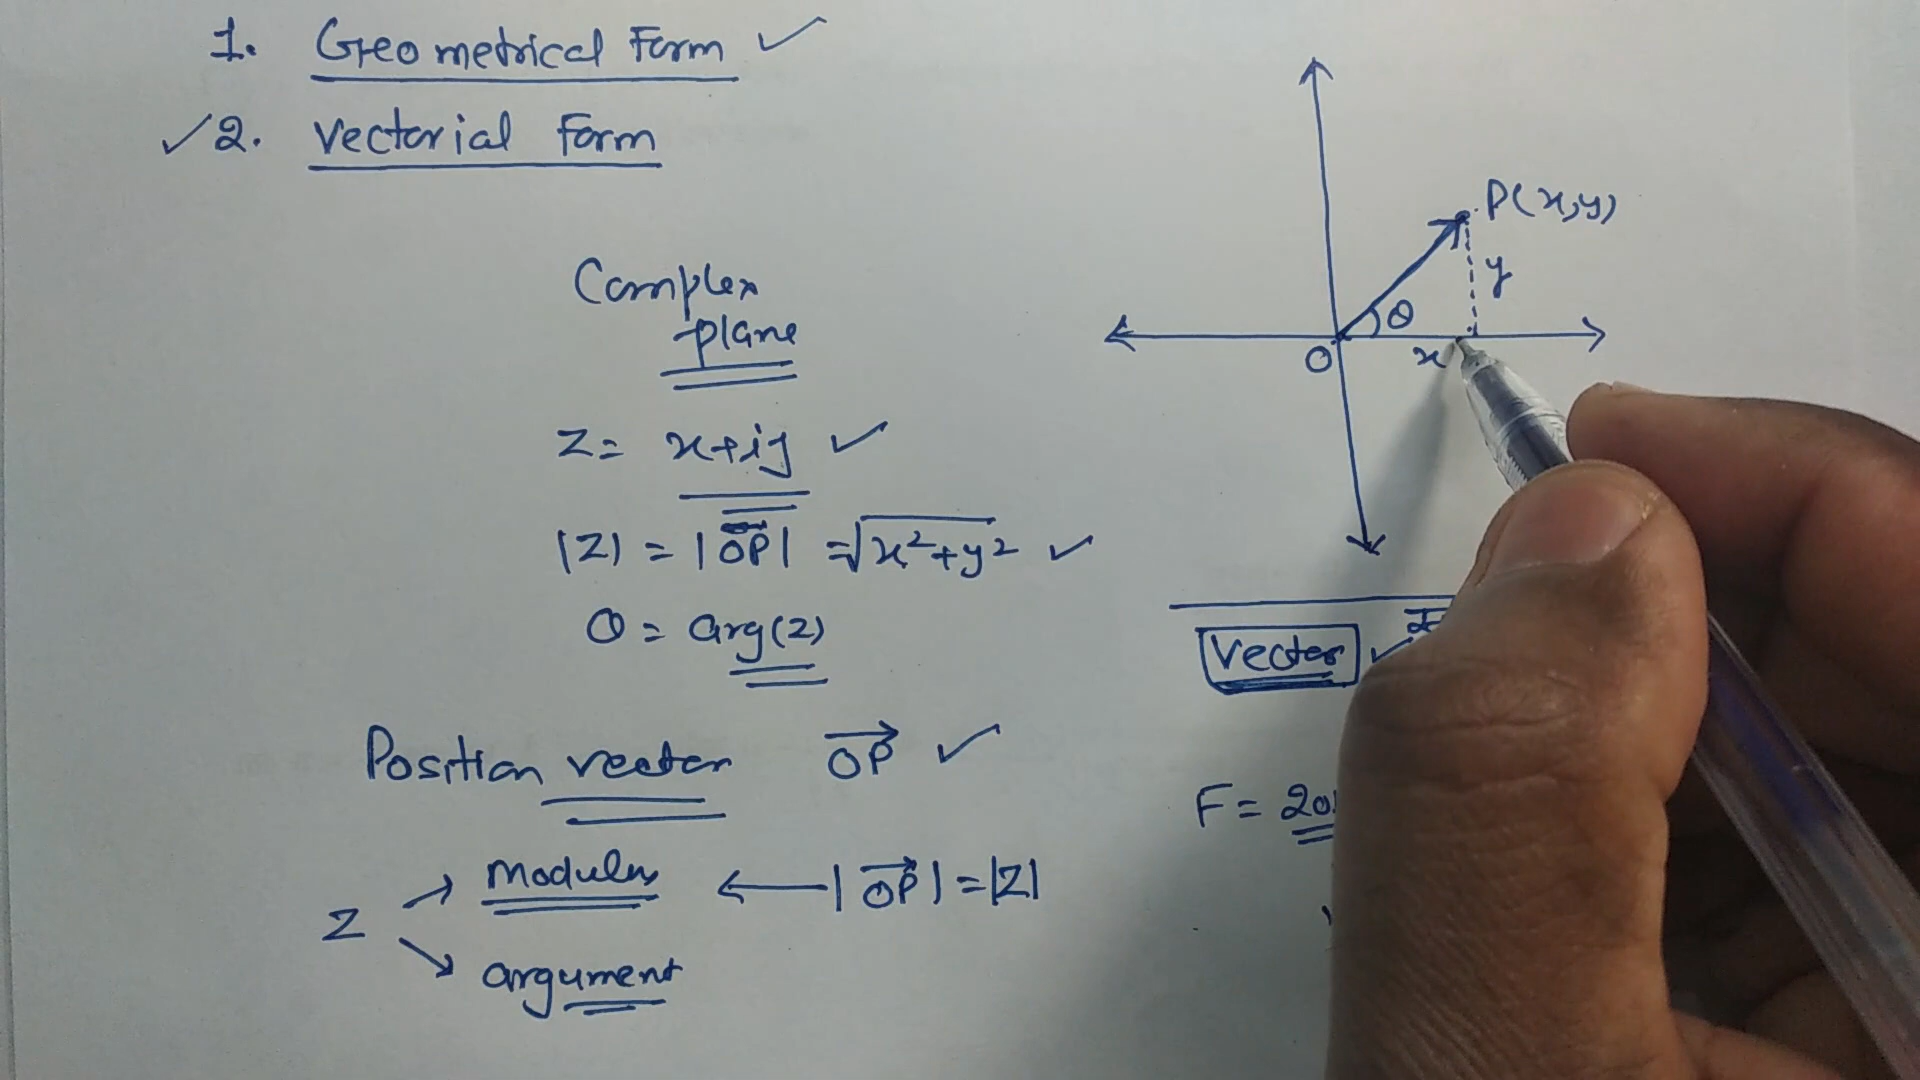 1. Geometrical Form ✓
✓2. Vectorial Form
Complex
plane
Z = x+iy ✓
|Z| = |OP| = √x²+y² ✓
θ = arg(z)
Position vector OP ✓
Z → Modulus ← |OP| = |Z|
→ argument
P(x,y)
y
θ
O
x
Vector ✓
F = 20